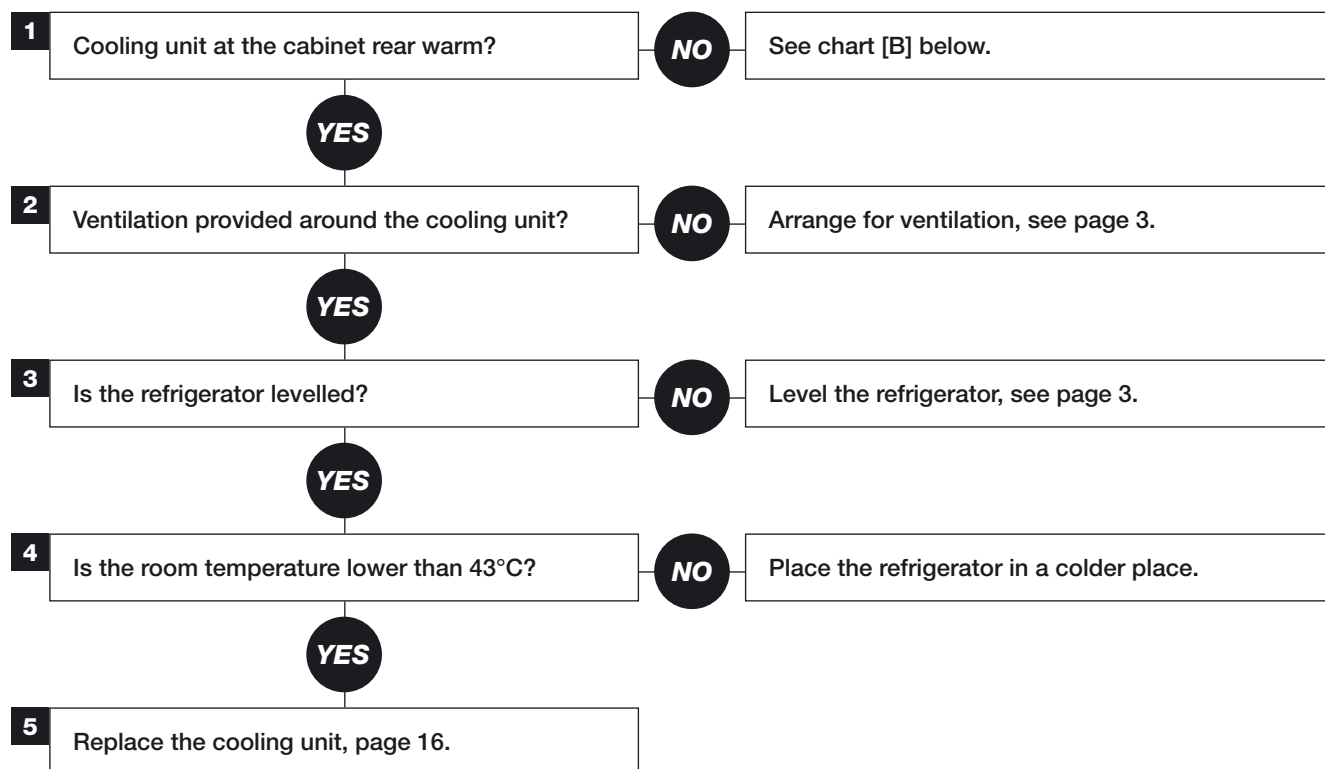 1
Cooling unit at the cabinet rear warm?
NO
See chart [B] below.
YES
2
Ventilation provided around the cooling unit?
NO
Arrange for ventilation, see page 3.
YES
3
Is the refrigerator levelled?
NO
Level the refrigerator, see page 3.
YES
4
Is the room temperature lower than 43°C?
NO
Place the refrigerator in a colder place.
YES
5
Replace the cooling unit, page 16.